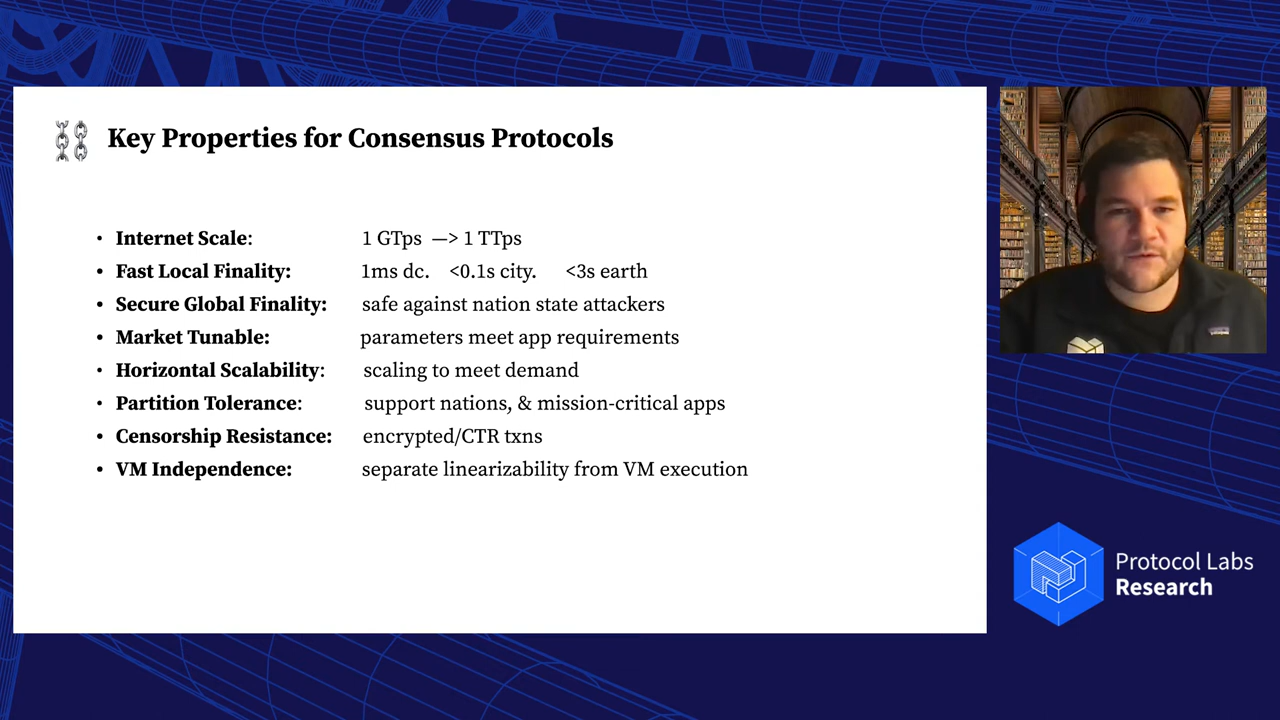 Key Properties for Consensus Protocols
• Internet Scale: 1 GTps —> 1 TTps
• Fast Local Finality: 1ms dc. <0.1s city. <3s earth
• Secure Global Finality: safe against nation state attackers
• Market Tunable: parameters meet app requirements
• Horizontal Scalability: scaling to meet demand
• Partition Tolerance: support nations, & mission-critical apps
• Censorship Resistance: encrypted/CTR txns
• VM Independence: separate linearizability from VM execution
Protocol Labs
Research